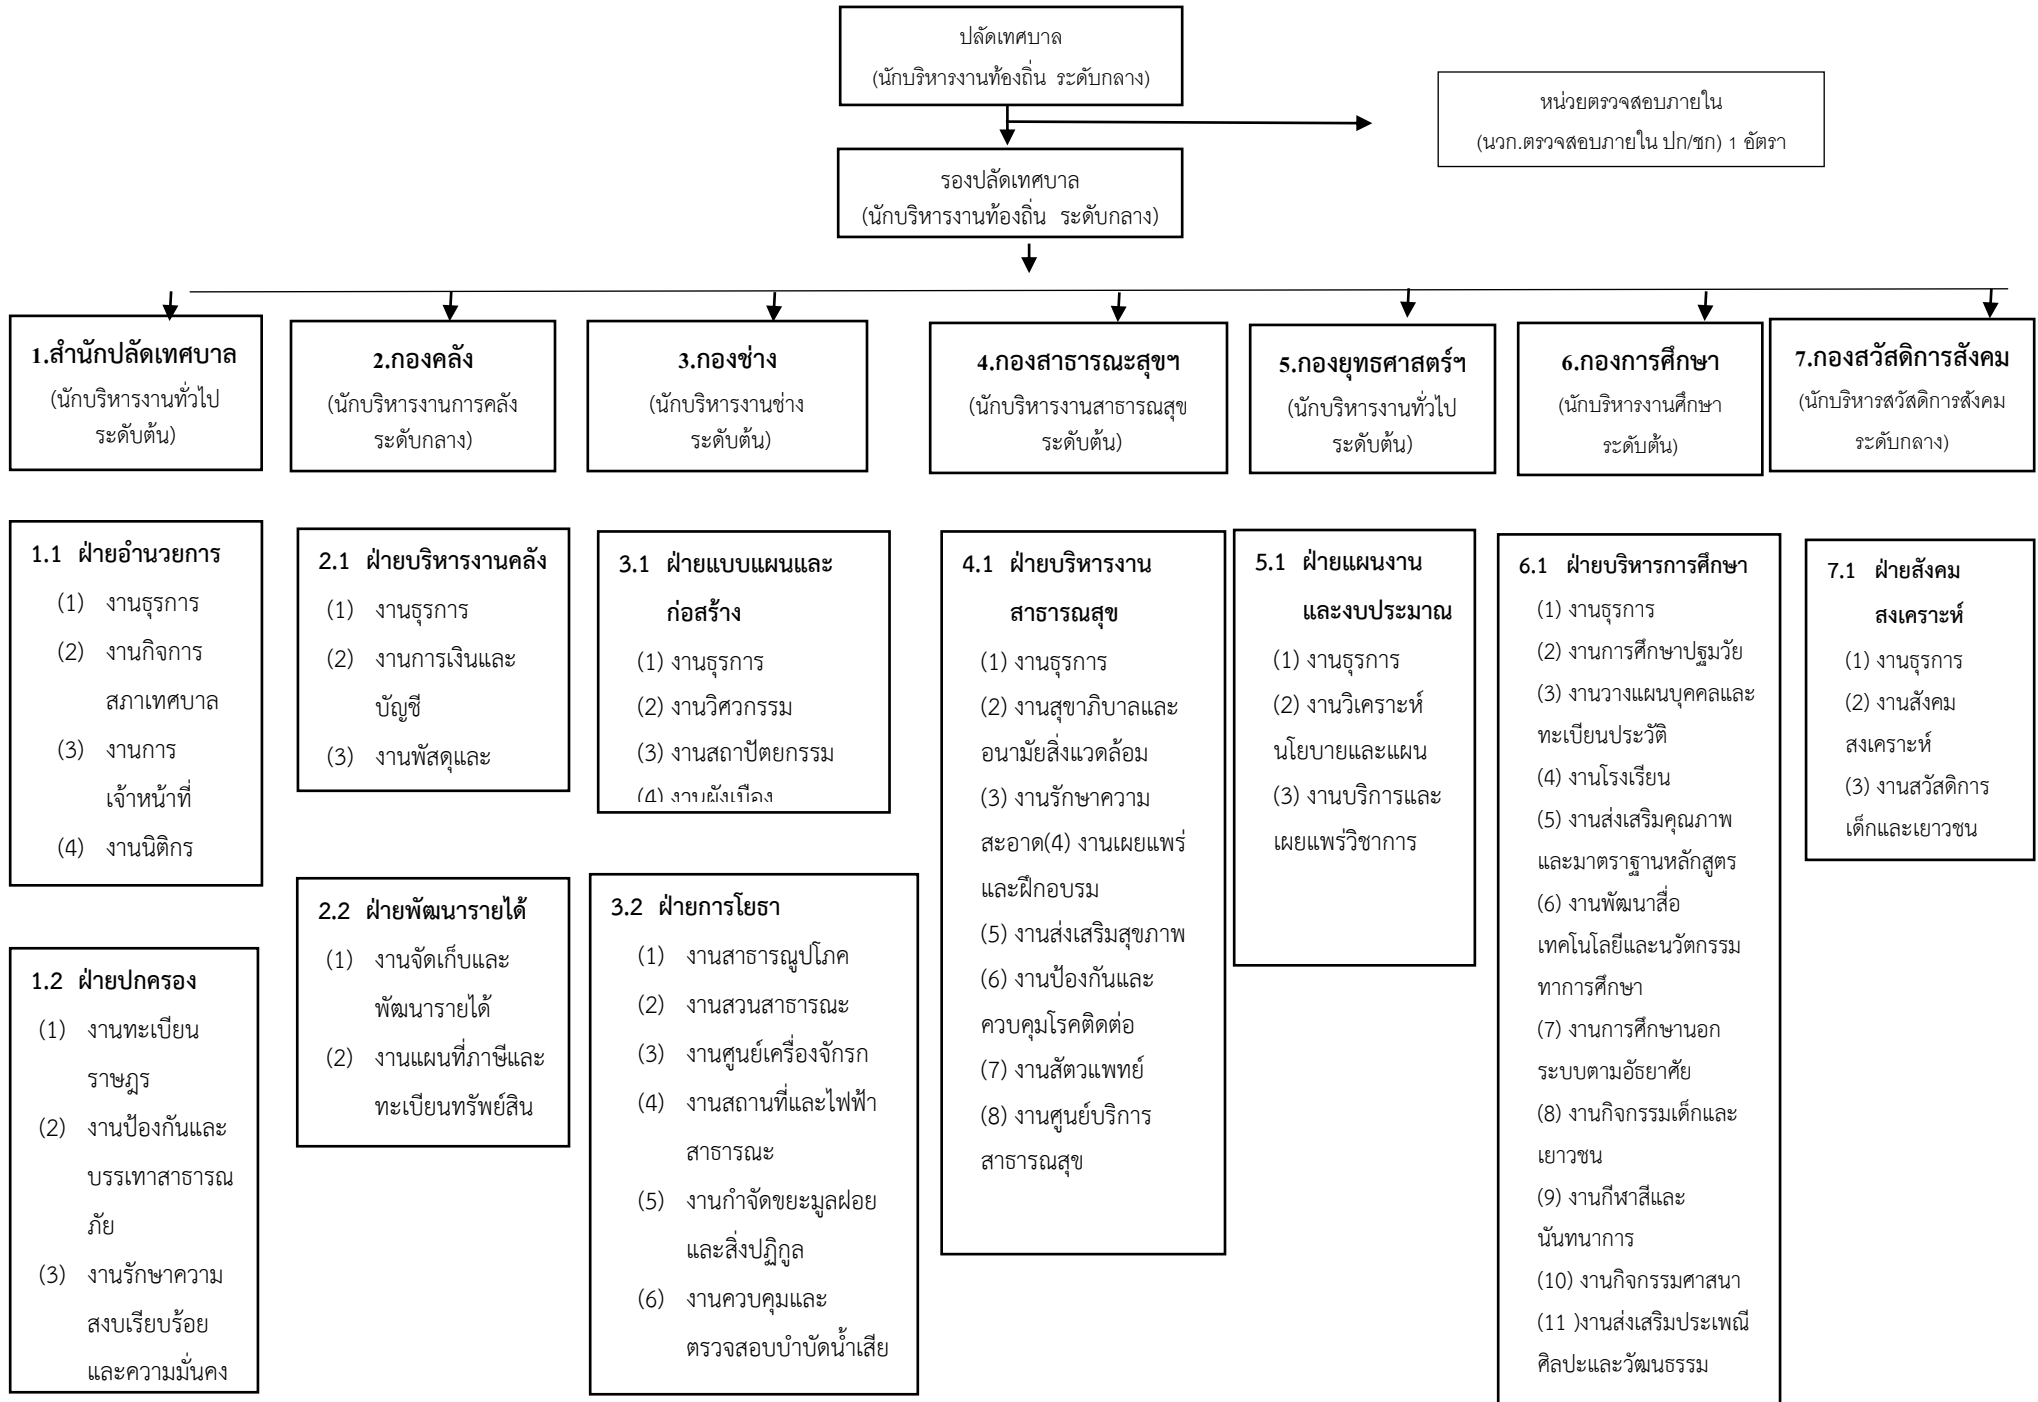 ปลัดเทศบาล
(นักบริหารงานท้องถิ่น ระดับกลาง)
หน่วยตรวจสอบภายใน
(นวก.ตรวจสอบภายใน ปก/ชก) 1 อัตรา
รองปลัดเทศบาล
(นักบริหารงานท้องถิ่น ระดับกลาง)
1.สำนักปลัดเทศบาล
(นักบริหารงานทั่วไป
ระดับต้น)
2.กองคลัง
(นักบริหารงานการคลัง
ระดับกลาง)
3.กองช่าง
(นักบริหารงานช่าง
ระดับต้น)
4.กองสาธารณะสุขฯ
(นักบริหารงานสาธารณสุข
ระดับต้น)
5.กองยุทธศาสตร์ฯ
(นักบริหารงานทั่วไป
ระดับต้น)
6.กองการศึกษา
(นักบริหารงานศึกษา
ระดับต้น)
7.กองสวัสดิการสังคม
(นักบริหารสวัสดิการสังคม
ระดับกลาง)
1.1 ฝ่ายอำนวยการ
(1) งานธุรการ
(2) งานกิจการ
สภาเทศบาล
(3) งานการ
เจ้าหน้าที่
(4) งานนิติกร
1.2 ฝ่ายปกครอง
(1) งานทะเบียน
ราษฎร
(2) งานป้องกันและ
บรรเทาสาธารณ
ภัย
(3) งานรักษาความ
สงบเรียบร้อย
และความมั่นคง
2.1 ฝ่ายบริหารงานคลัง
(1) งานธุรการ
(2) งานการเงินและ
บัญชี
(3) งานพัสดุและ
2.2 ฝ่ายพัฒนารายได้
(1) งานจัดเก็บและ
พัฒนารายได้
(2) งานแผนที่ภาษีและ
ทะเบียนทรัพย์สิน
3.1 ฝ่ายแบบแผนและ
ก่อสร้าง
(1) งานธุรการ
(2) งานวิศวกรรม
(3) งานสถาปัตยกรรม
(4) งานผังเมือง
3.2 ฝ่ายการโยธา
(1) งานสาธารณูปโภค
(2) งานสวนสาธารณะ
(3) งานศูนย์เครื่องจักรก
(4) งานสถานที่และไฟฟ้า
สาธารณะ
(5) งานกำจัดขยะมูลฝอย
และสิ่งปฏิกูล
(6) งานควบคุมและ
ตรวจสอบบำบัดน้ำเสีย
4.1 ฝ่ายบริหารงาน
สาธารณสุข
(1) งานธุรการ
(2) งานสุขาภิบาลและ
อนามัยสิ่งแวดล้อม
(3) งานรักษาความ
สะอาด(4) งานเผยแพร่
และฝึกอบรม
(5) งานส่งเสริมสุขภาพ
(6) งานป้องกันและ
ควบคุมโรคติดต่อ
(7) งานสัตวแพทย์
(8) งานศูนย์บริการ
สาธารณสุข
5.1 ฝ่ายแผนงาน
และงบประมาณ
(1) งานธุรการ
(2) งานวิเคราะห์
นโยบายและแผน
(3) งานบริการและ
เผยแพร่วิชาการ
6.1 ฝ่ายบริหารการศึกษา
(1) งานธุรการ
(2) งานการศึกษาปฐมวัย
(3) งานวางแผนบุคคลและ
ทะเบียนประวัติ
(4) งานโรงเรียน
(5) งานส่งเสริมคุณภาพ
และมาตราฐานหลักสูตร
(6) งานพัฒนาสื่อ
เทคโนโลยีและนวัตกรรม
ทาการศึกษา
(7) งานการศึกษานอก
ระบบตามอัธยาศัย
(8) งานกิจกรรมเด็กและ
เยาวชน
(9) งานกีฬาสีและ
นันทนาการ
(10) งานกิจกรรมศาสนา
(11 )งานส่งเสริมประเพณี
ศิลปะและวัฒนธรรม
7.1 ฝ่ายสังคม
สงเคราะห์
(1) งานธุรการ
(2) งานสังคม
สงเคราะห์
(3) งานสวัสดิการ
เด็กและเยาวชน